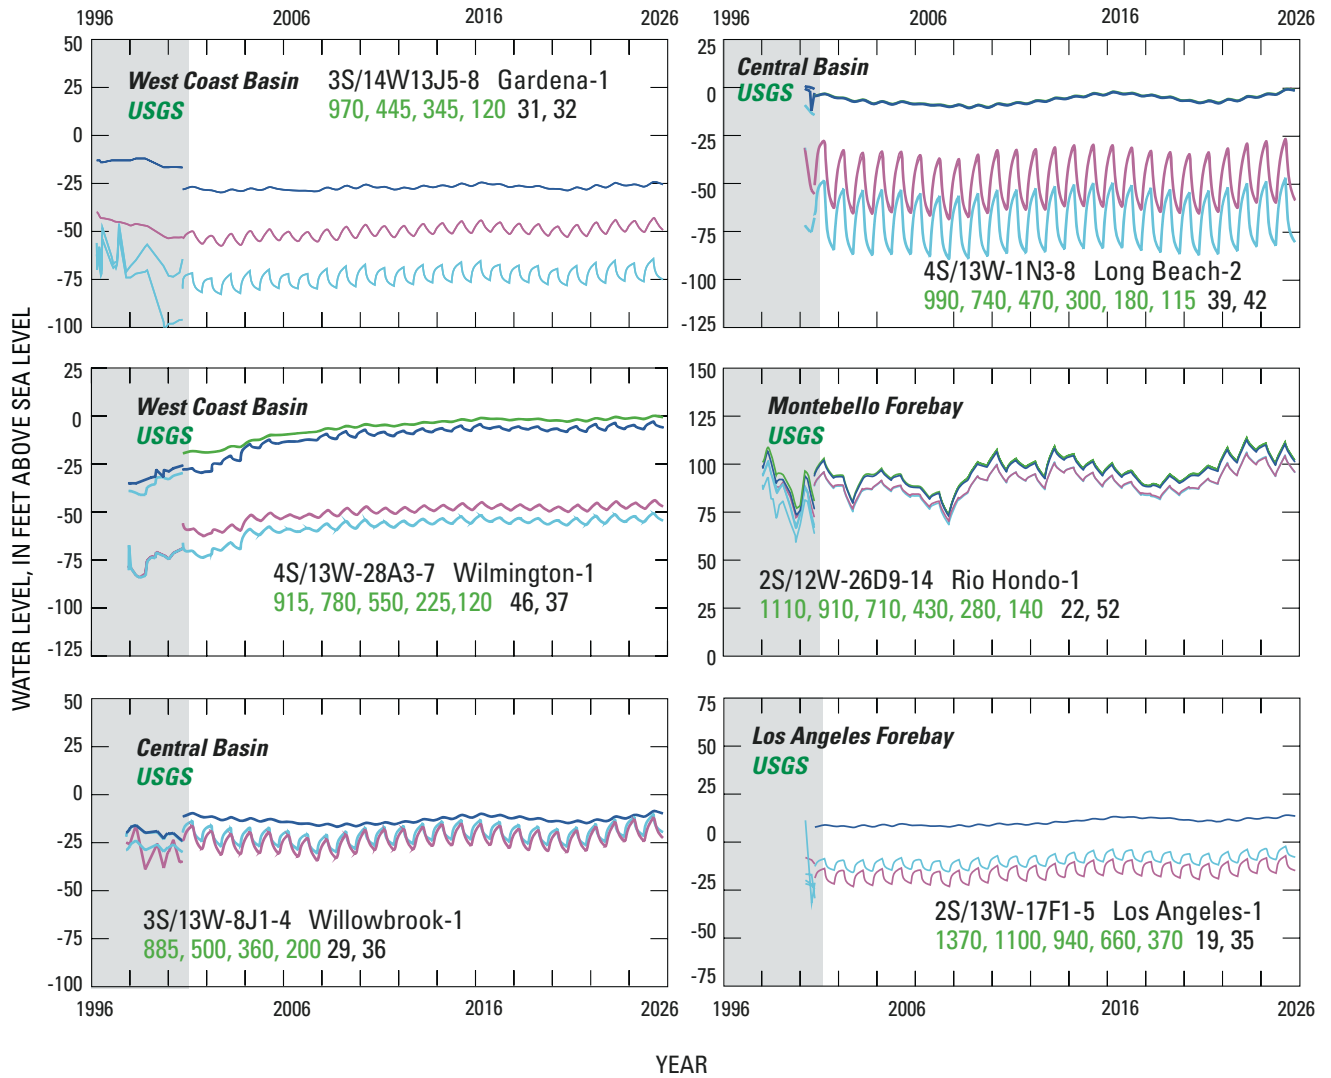 1996 2006 2016 2026
1996 2006 2016 2026
WATER LEVEL, IN FEET ABOVE SEA LEVEL
50
25
0
-25
-50
-75
-100
West Coast Basin 3S/14W13J5-8 Gardena-1
USGS 970, 445, 345, 120 31, 32
25
0
-25
-50
-75
-100
-125
Central Basin
USGS
4S/13W-1N3-8 Long Beach-2
990, 740, 470, 300, 180, 115 39, 42
25
0
-25
-50
-75
-100
-125
West Coast Basin
USGS
4S/13W-28A3-7 Wilmington-1
915, 780, 550, 225,120 46, 37
150
125
100
75
50
25
0
Montebello Forebay
USGS
2S/12W-26D9-14 Rio Hondo-1
1110, 910, 710, 430, 280, 140 22, 52
50
25
0
-25
-50
-75
-100
Central Basin
USGS
3S/13W-8J1-4 Willowbrook-1
885, 500, 360, 200 29, 36
75
50
25
0
-25
-50
-75
Los Angeles Forebay
USGS
2S/13W-17F1-5 Los Angeles-1
1370, 1100, 940, 660, 370 19, 35
1996 2006 2016 2026
1996 2006 2016 2026
YEAR